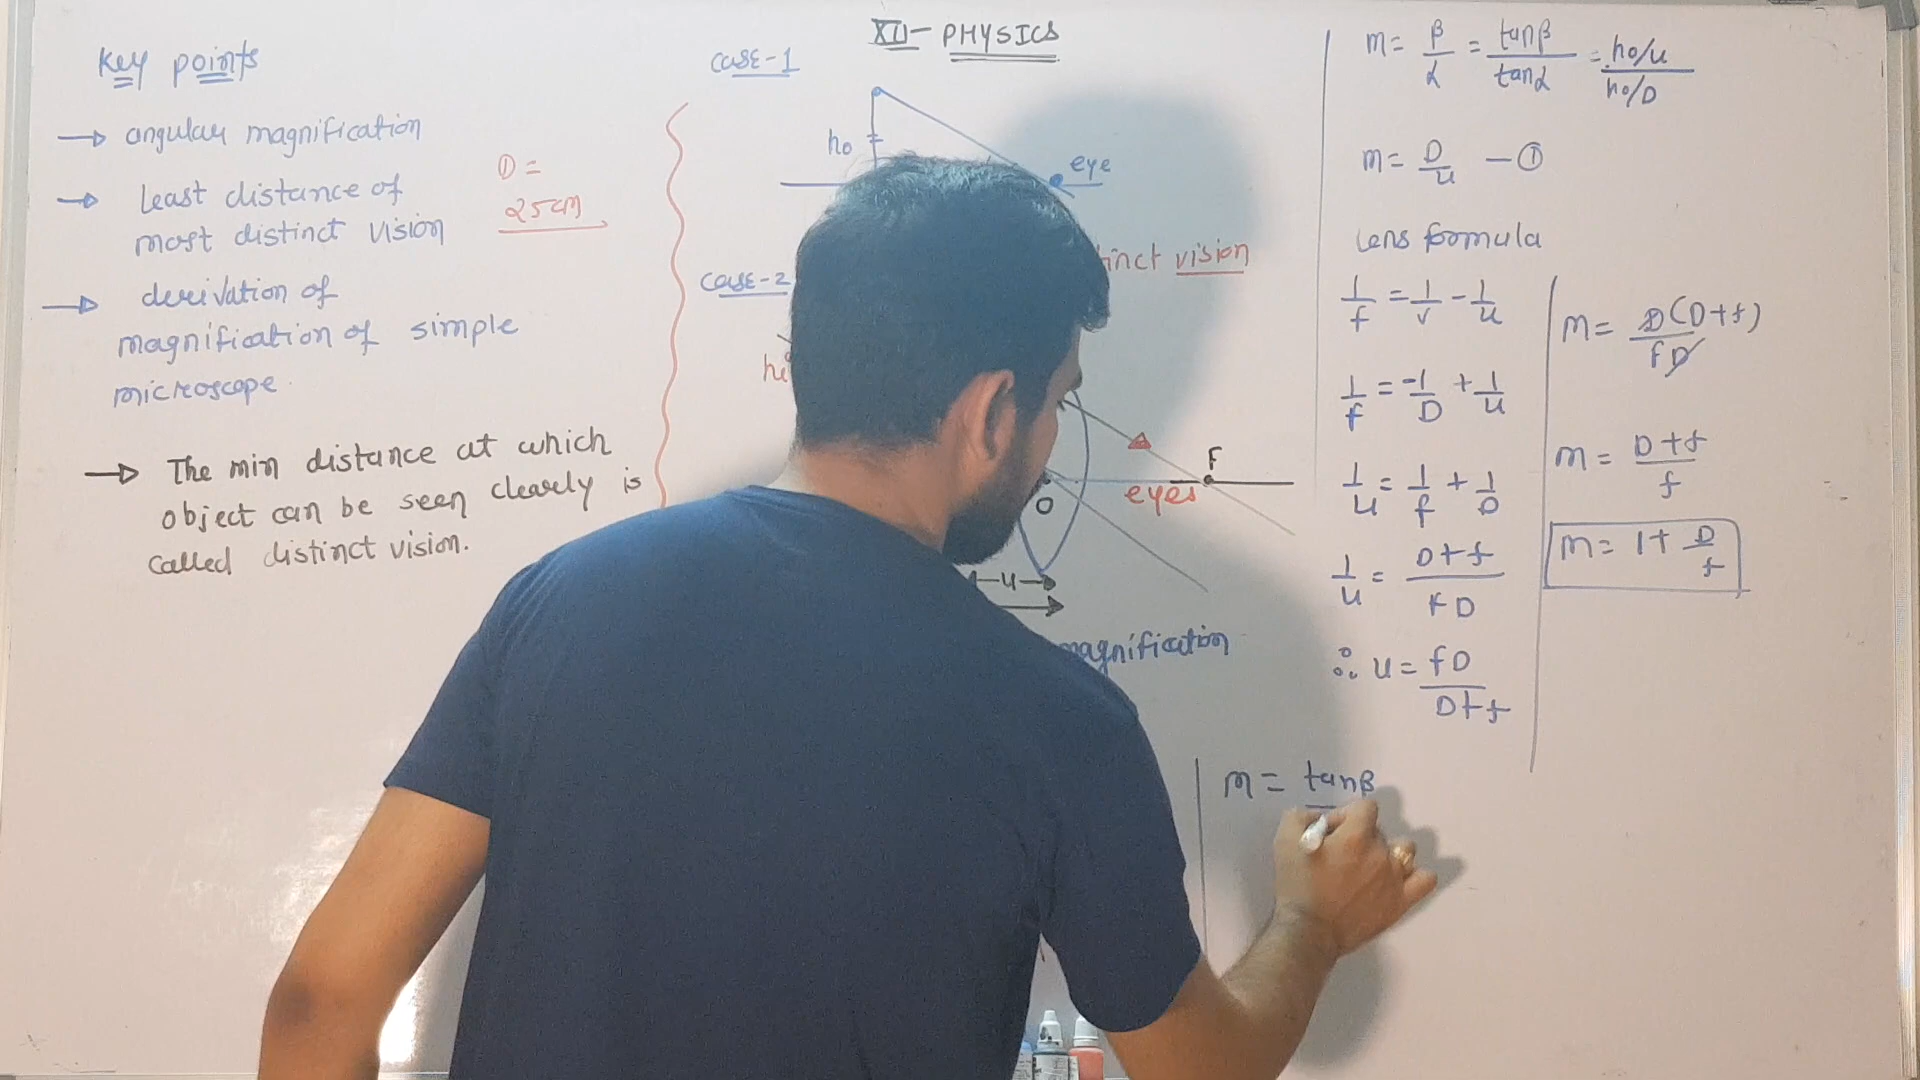 XII - PHYSICS
Key points
→ angular magnification
→ Least distance of
most distinct vision
D =
25cm
→ derivation of
magnification of simple
microscope.
→ The min distance at which
object can be seen clearly is
called distinct vision.
case-1
ho
eye
vision
case-2
F
eyes
O
u
magnification
m = β/α = tanβ/tanα = ho/u / ho/D
m = D/u - ①
Lens formula
1/f = 1/v - 1/u
1/f = -1/D + 1/u
1/u = 1/f + 1/D
1/u = D+f/fD
∴ u = fD/D+f
m = D(D+f)/fD
m = D+f/f
m = 1+ D/f
m = tanβ